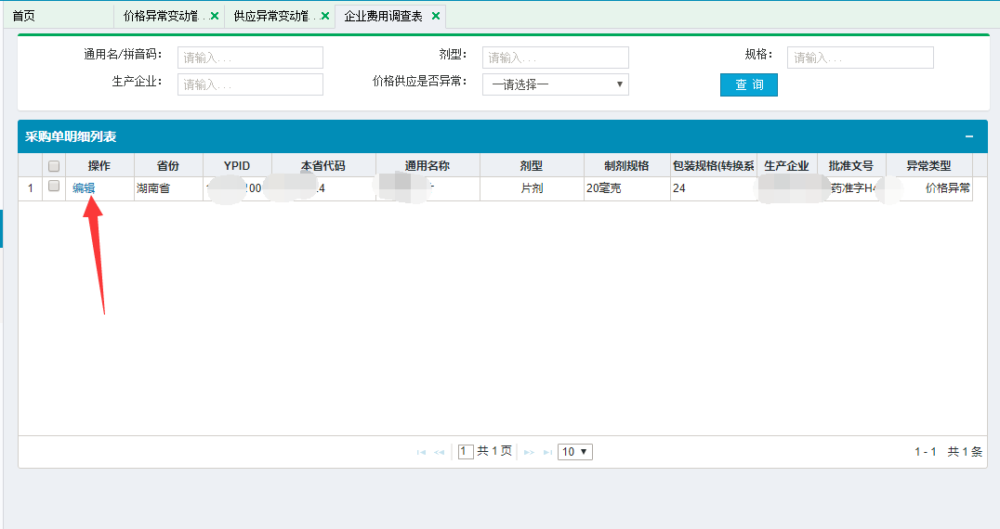 首页 价格异常变动管... 供应异常变动管... 企业费用调查表
通用名/拼音码： 请输入... 剂型： 请输入... 规格： 请输入...
生产企业： 请输入... 价格供应是否异常： —请选择— 查 询
采购单明细列表
操作 省份 YPID 本省代码 通用名称 剂型 制剂规格 包装规格(转换系 生产企业 批准文号 异常类型
1 编辑 湖南省 00 4 片剂 20毫克 24 药准字H4 价格异常
1 共 1 页 10 1 - 1 共 1 条